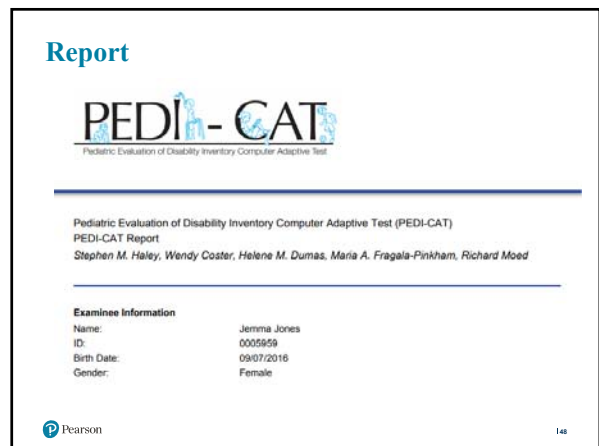 Report
PEDI - CAT
Pediatric Evaluation of Disability Inventory Computer Adaptive Test
Pediatric Evaluation of Disability Inventory Computer Adaptive Test (PEDI-CAT)
PEDI-CAT Report
Stephen M. Haley, Wendy Coster, Helene M. Dumas, Maria A. Fragala-Pinkham, Richard Moed
Examinee Information
Name: Jemma Jones
ID: 0005959
Birth Date: 09/07/2016
Gender: Female
Pearson 148